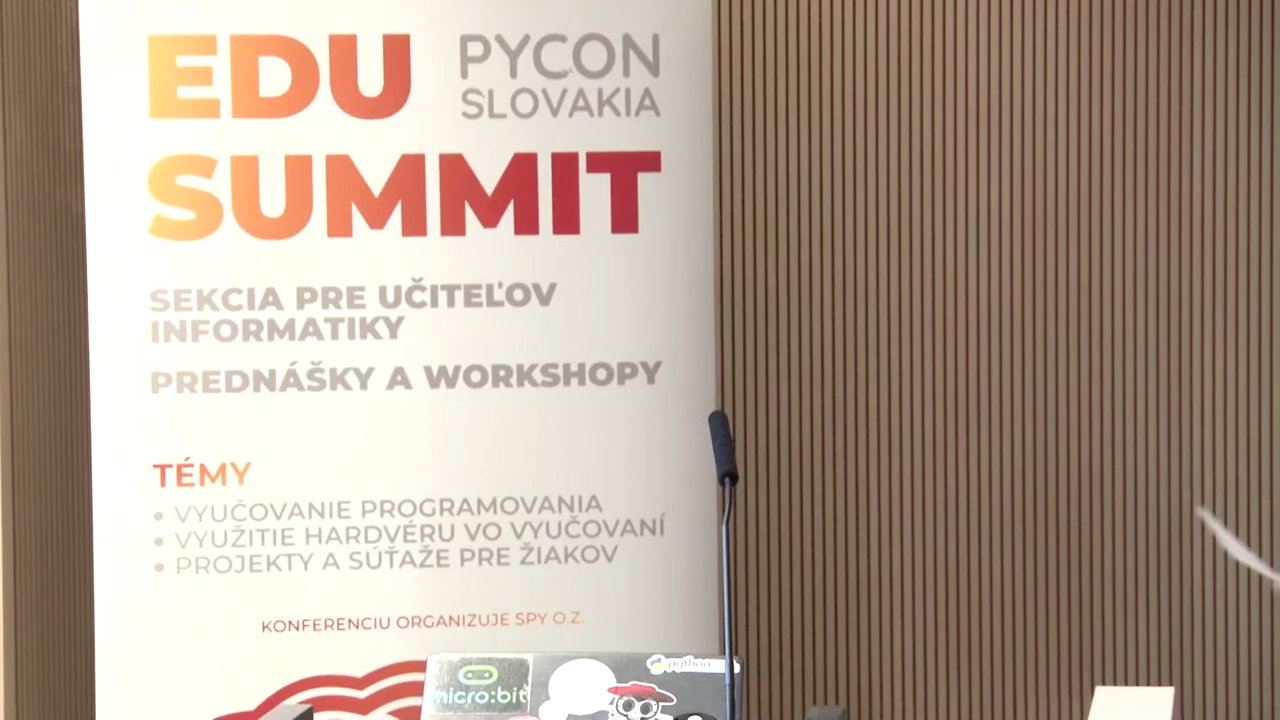 EDU PYCON
SLOVAKIA
SUMMIT
SEKCIA PRE UČITEĽOV
INFORMATIKY
PREDNÁŠKY A WORKSHOPY
TÉMY
• VYUČOVANIE PROGRAMOVANIA
• VYUŽITIE HARDVÉRU VO VYUČOVANÍ
• PROJEKTY A SÚŤAŽE PRE ŽIAKOV
KONFERENCIU ORGANIZUJE SPY O.Z.
micro:bit
python